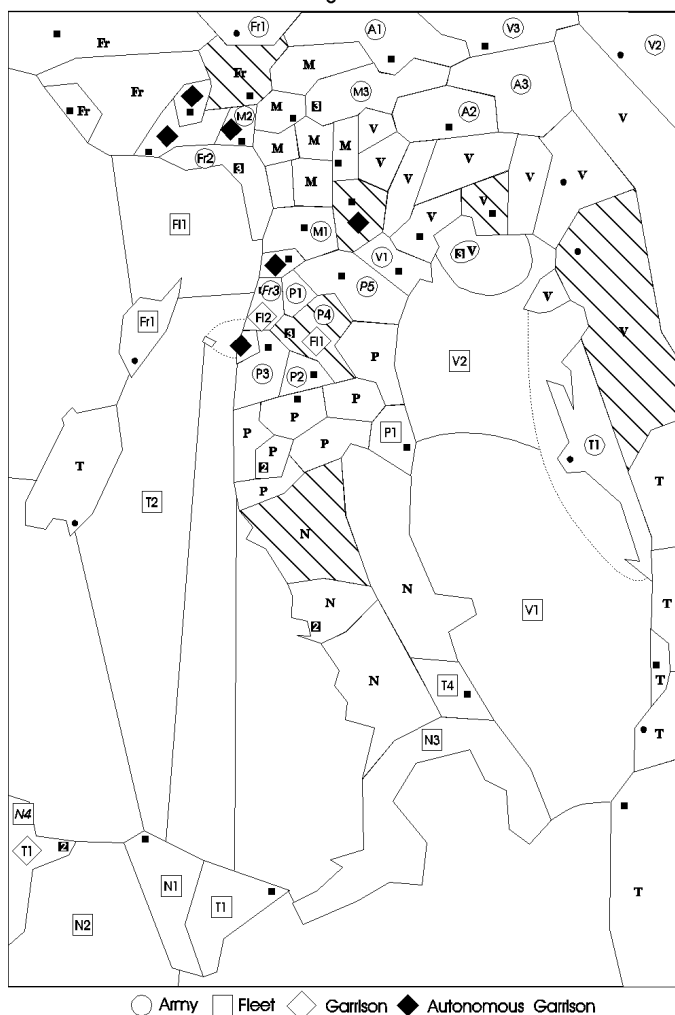 Fr1 A1 V3
Fr M V2
Fr M3 A3
3
Fr M M2 A2 V
Fr2 M M V V V
3 M M V V
Fl1 V
M1 3 V
V1
Fr3 P1 P5 V
Fr1 Fl2 P4 V
3 Fl1
P V2
P3 P2
P P
P P1 T1
T P P
2
P T
T2
N
N V1
N T
2
N T4 T
N3 T
N4
T1 2
N1 T1 T
N2
Army Fleet Garrison Autonomous Garrison